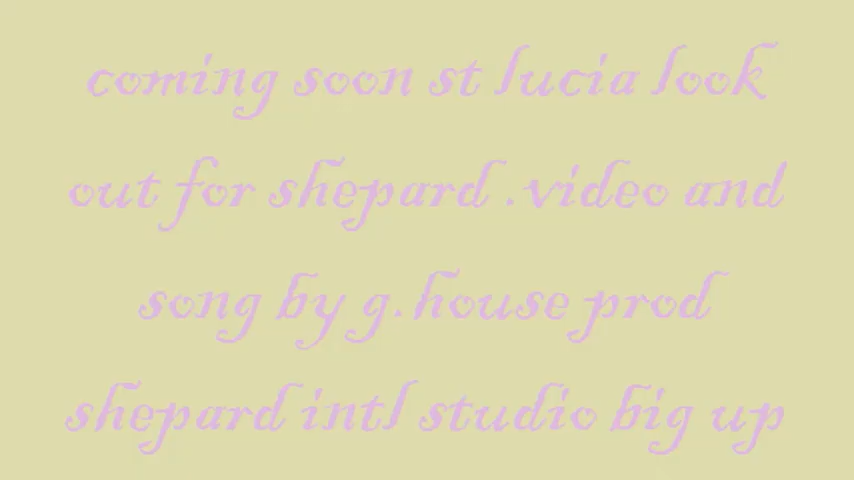 coming soon st lucia look
out for shepard .video and
song by g.house prod
shepard intl studio big up